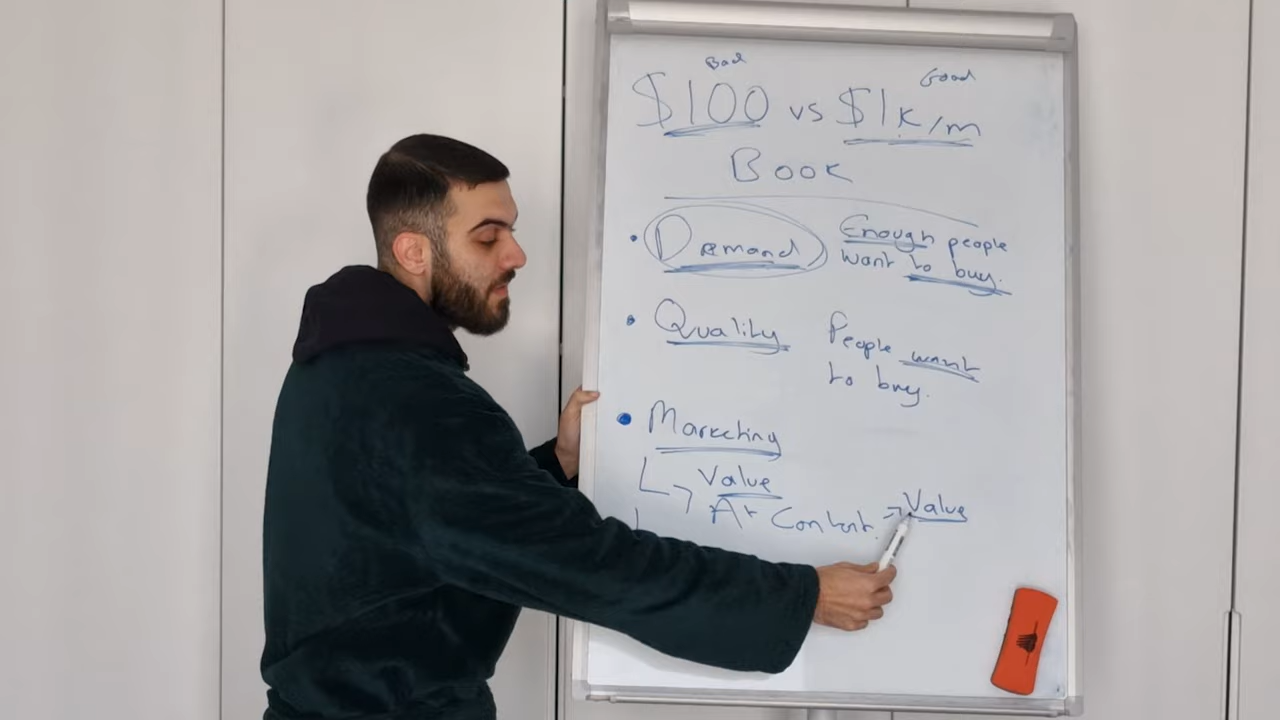 Bad
Good
$100 vs $1k/m
Book
• Demand
Enough people
want to buy.
• Quality
People want
to buy.
• Marketing
Value
A+ Content. → Value